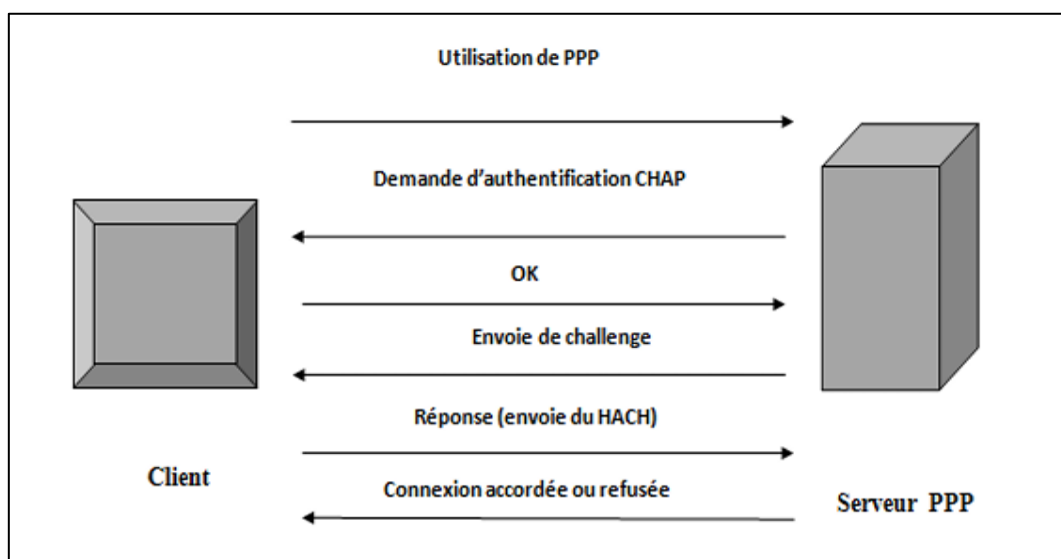 Utilisation de PPP
Demande d'authentification CHAP
OK
Envoie de challenge
Réponse (envoie du HACH)
Client
Connexion accordée ou refusée
Serveur PPP